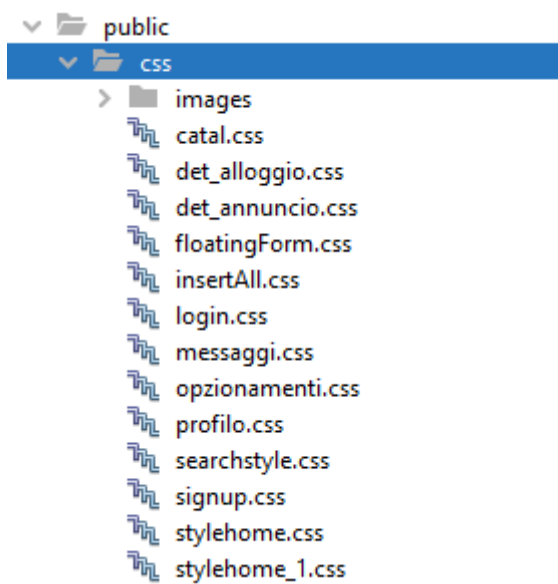 public
css
images
catal.css
det_alloggio.css
det_annuncio.css
floatingForm.css
insertAll.css
login.css
messaggi.css
opzionamenti.css
profilo.css
searchstyle.css
signup.css
stylehome.css
stylehome_1.css